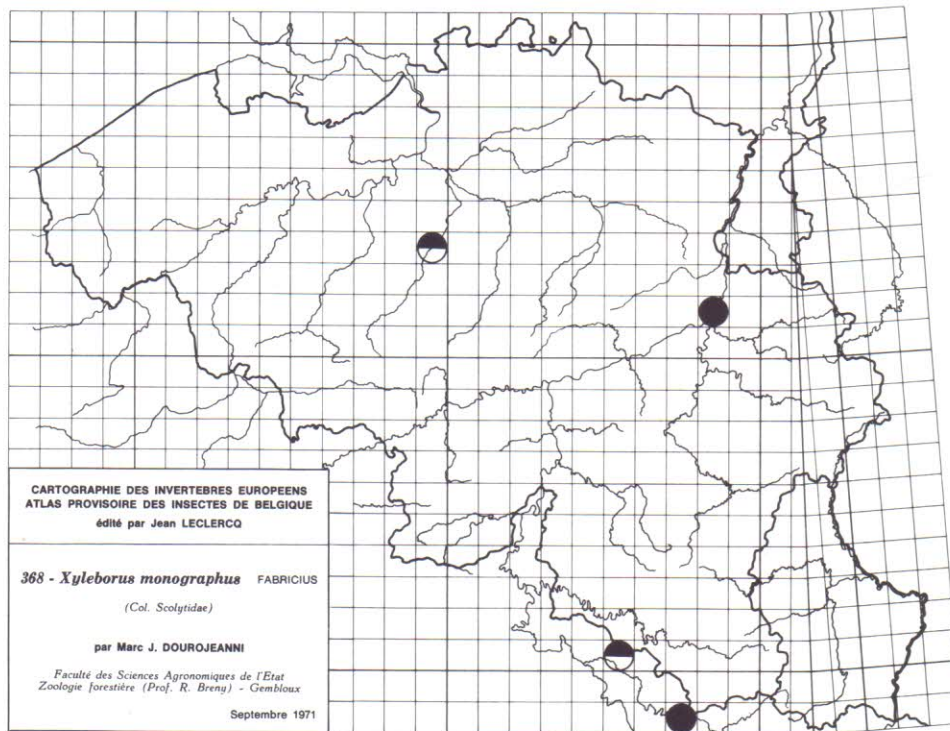 CARTOGRAPHIE DES INVERTEBRES EUROPEENS
ATLAS PROVISOIRE DES INSECTES DE BELGIQUE
édité par Jean LECLERCQ
368 - Xyleborus monographus FABRICIUS
(Col. Scolytidae)
par Marc J. DOUROJEANNI
Faculté des Sciences Agronomiques de l'Etat
Zoologie forestière (Prof. R. Breny) - Gembloux
Septembre 1971